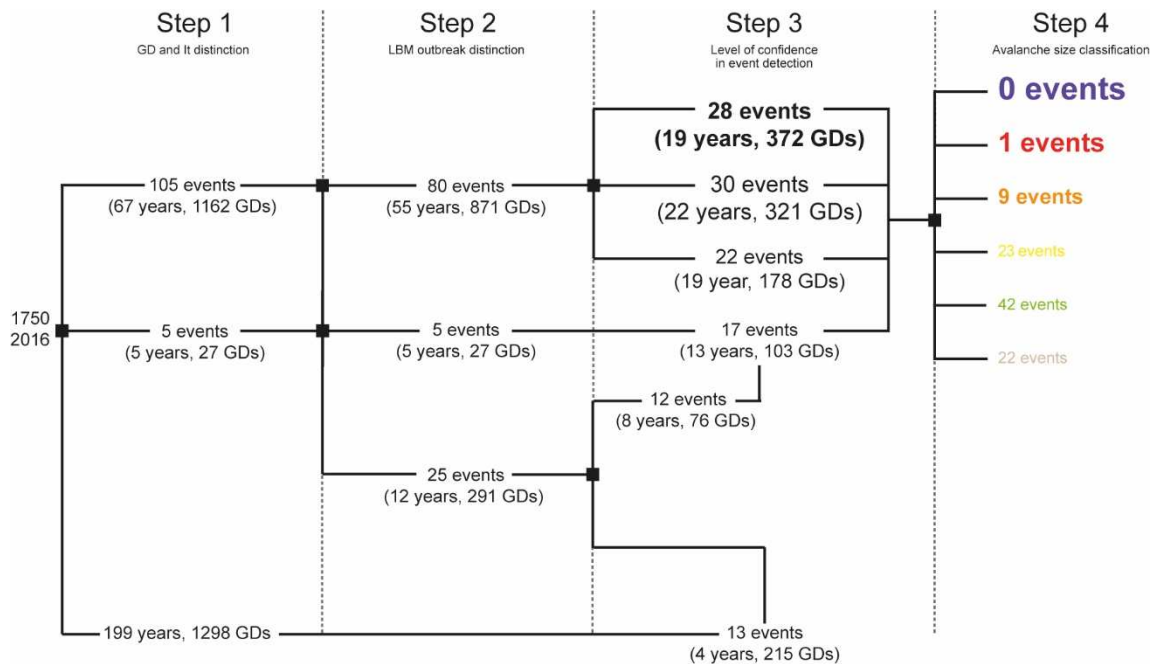 Step 1
GD and It distinction
Step 2
LBM outbreak distinction
Step 3
Level of confidence
in event detection
Step 4
Avalanche size classification
1750
2016
105 events
(67 years, 1162 GDs)
5 events
(5 years, 27 GDs)
199 years, 1298 GDs
80 events
(55 years, 871 GDs)
5 events
(5 years, 27 GDs)
25 events
(12 years, 291 GDs)
28 events
(19 years, 372 GDs)
30 events
(22 years, 321 GDs)
22 events
(19 year, 178 GDs)
17 events
(13 years, 103 GDs)
12 events
(8 years, 76 GDs)
13 events
(4 years, 215 GDs)
0 events
1 events
9 events
23 events
42 events
22 events